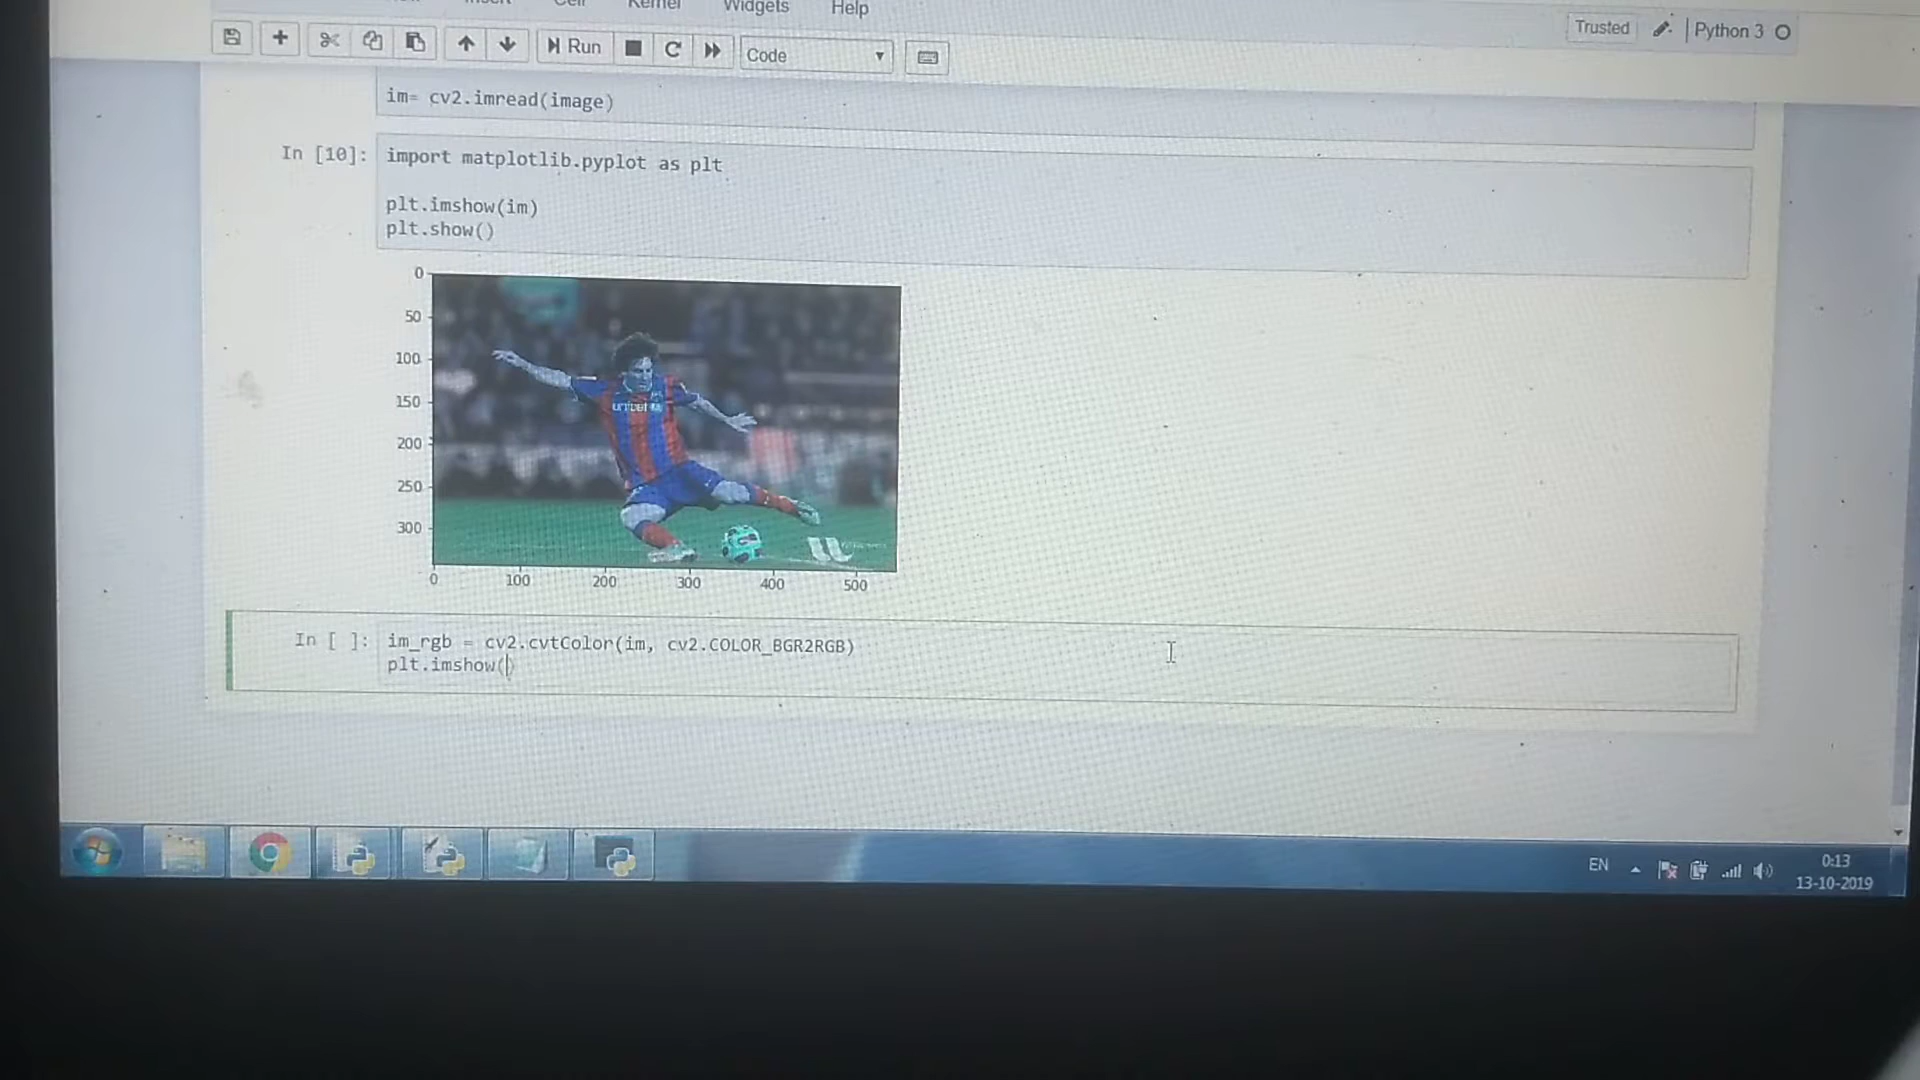 Kernel
Widgets
Help
Run
Code
Trusted
Python 3
im= cv2.imread(image)
In [10]:
import matplotlib.pyplot as plt
plt.imshow(im)
plt.show()
0
50
100
150
200
250
300
0 100 200 300 400 500
In [ ]:
im_rgb = cv2.cvtColor(im, cv2.COLOR_BGR2RGB)
plt.imshow()
EN
0:13
13-10-2019